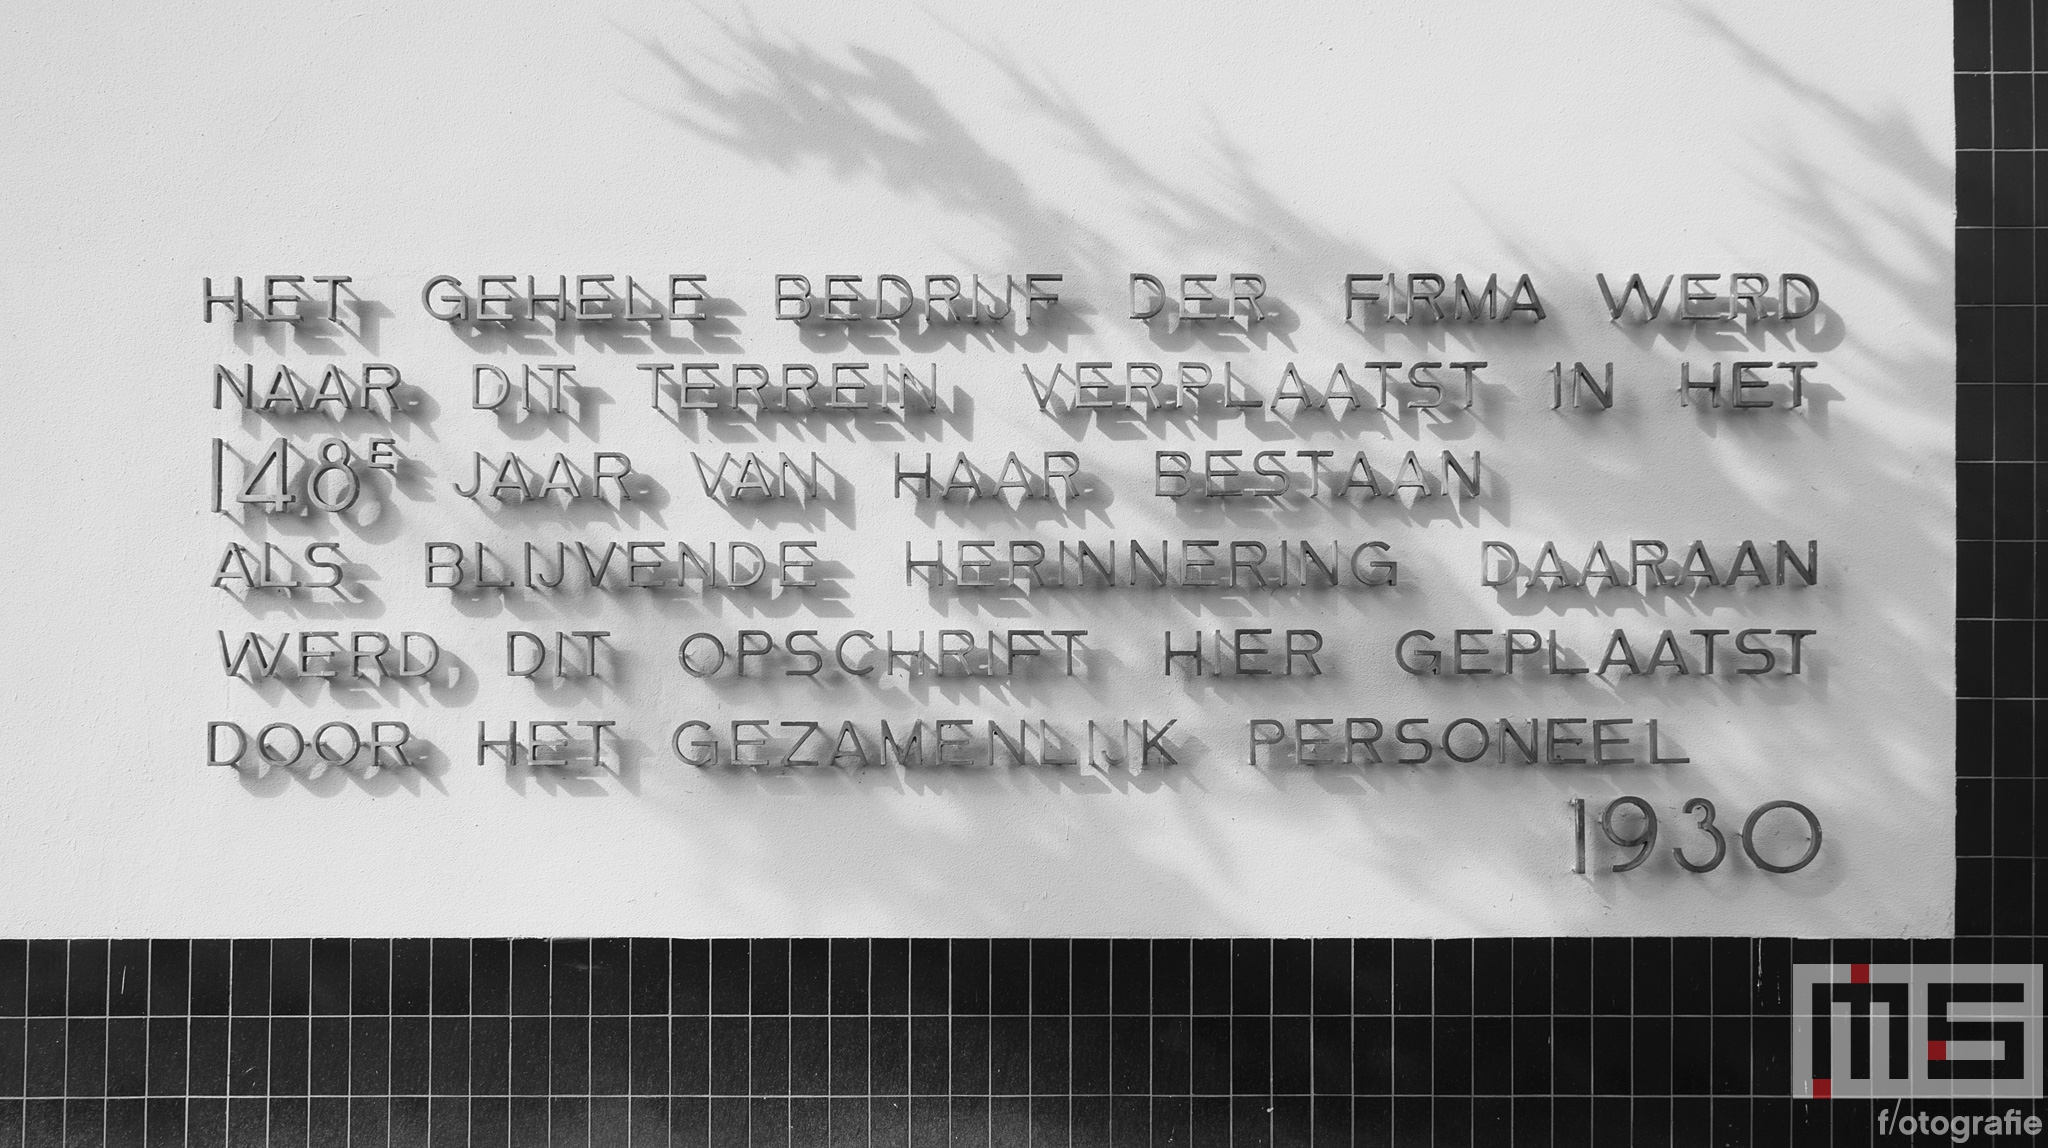 HET GEHELE BEDRIJF DER FIRMA WERD
NAAR DIT TERREIN VERPLAATST IN HET
148E JAAR VAN HAAR BESTAAN
ALS BLIJVENDE HERINNERING DAARAAN
WERD DIT OPSCHRIFT HIER GEPLAATST
DOOR HET GEZAMENLIJK PERSONEEL
1930
MS
f/otografie